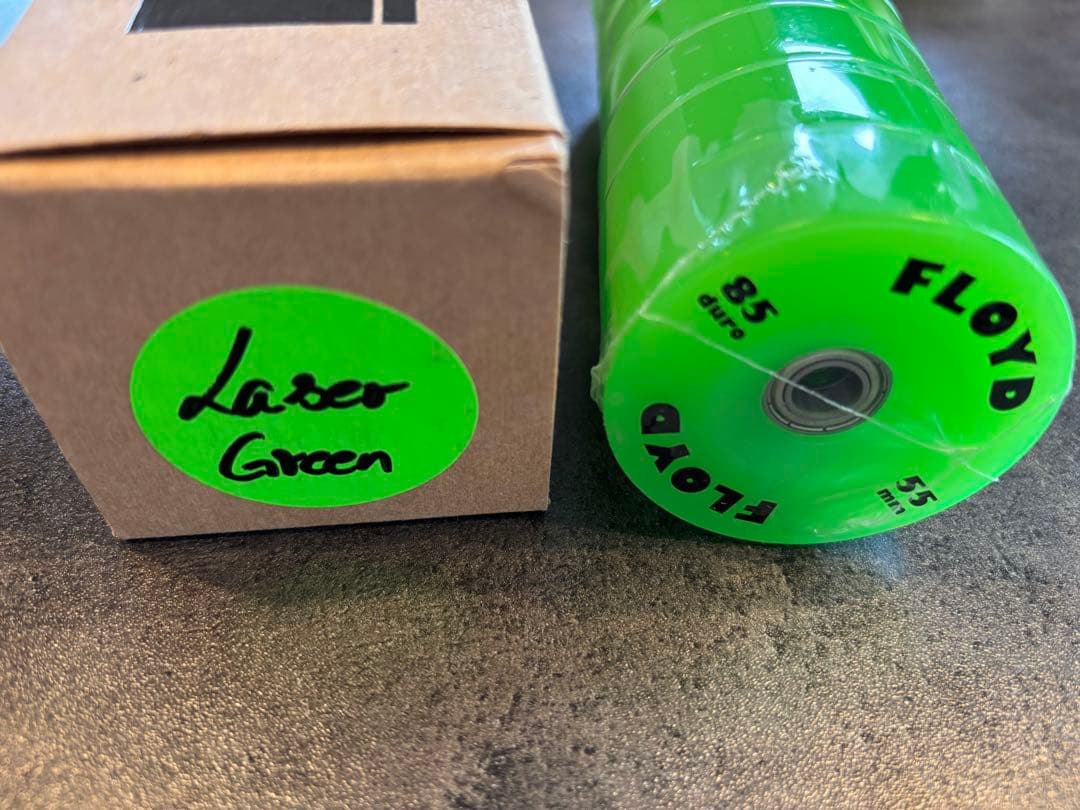 Laser
Green
85
duro
FLOYD
FLOYD
55
mm